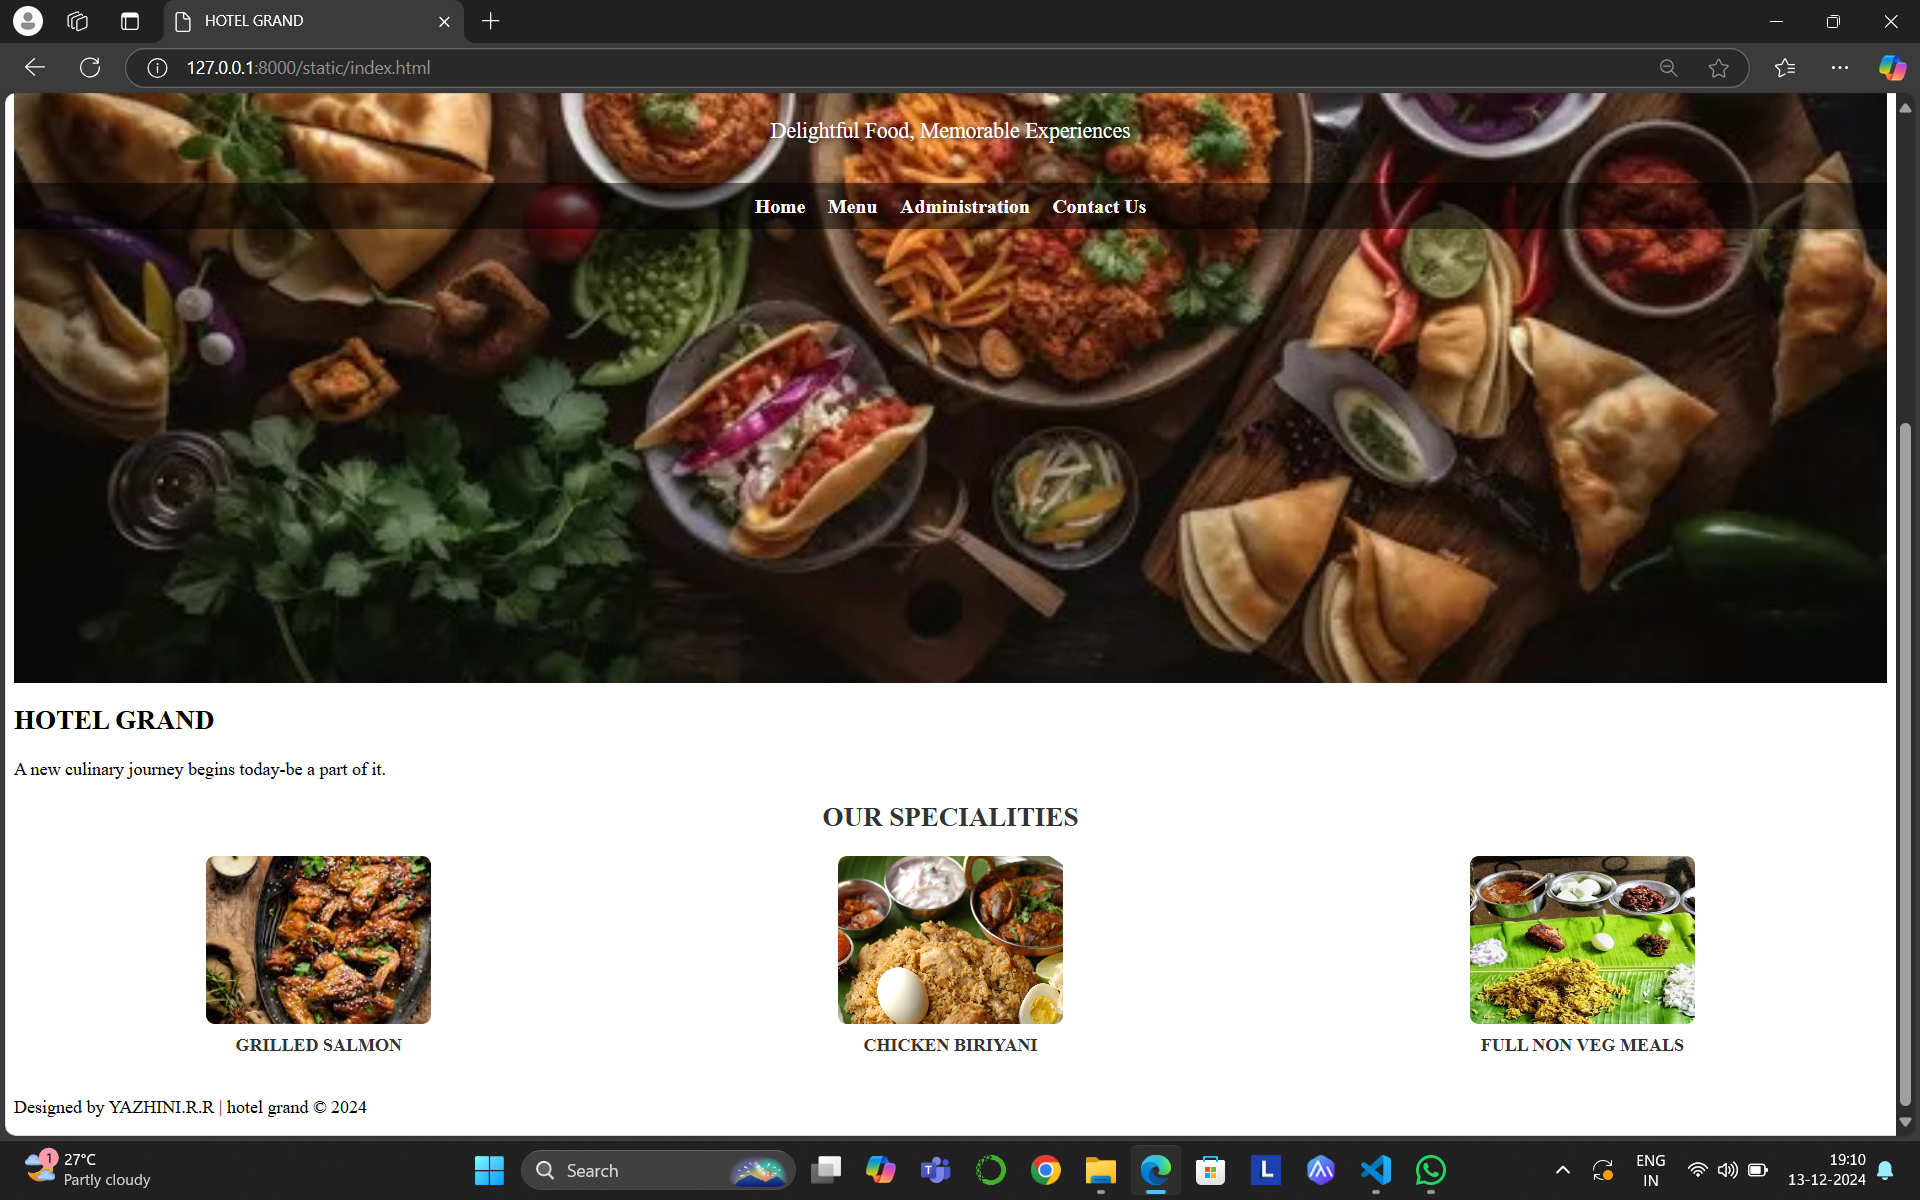 HOTEL GRAND
127.0.0.1:8000/static/index.html
Delightful Food, Memorable Experiences
Home Menu Administration Contact Us
HOTEL GRAND
A new culinary journey begins today-be a part of it.
OUR SPECIALITIES
GRILLED SALMON CHICKEN BIRIYANI FULL NON VEG MEALS
Designed by YAZHINI.R.R | hotel grand © 2024
1
27°C
Partly cloudy
Search
L
ENG
IN
19:10
13-12-2024